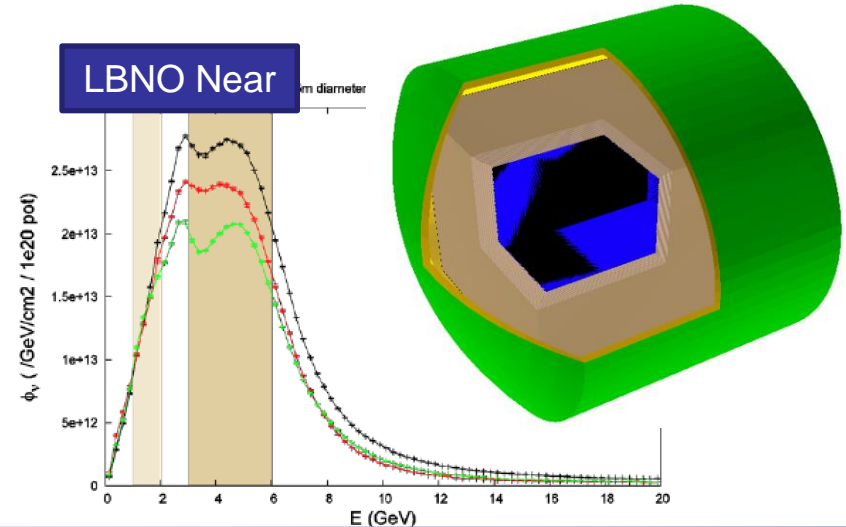 LBNO Near
m diameter
2.5e+13
2e+13
1.5e+13
1e+13
5e+12
0
0 2 4 6 8 10 12 14 16 18 20
E (GeV)
ϕν ( /GeV/cm2 / 1e20 pot)